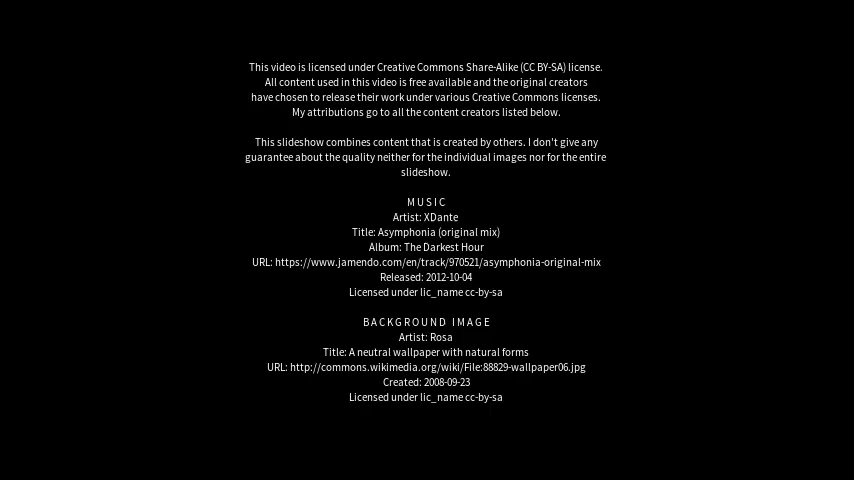 This video is licensed under Creative Commons Share-Alike (CC BY-SA) license.
All content used in this video is free available and the original creators
have chosen to release their work under various Creative Commons licenses.
My attributions go to all the content creators listed below.
This slideshow combines content that is created by others. I don't give any
guarantee about the quality neither for the individual images nor for the entire
slideshow.
MUSIC
Artist: XDante
Title: Asymphonia (original mix)
Album: The Darkest Hour
URL: https://www.jamendo.com/en/track/970521/asymphonia-original-mix
Released: 2012-10-04
Licensed under lic_name cc-by-sa
BACKGROUND IMAGE
Artist: Rosa
Title: A neutral wallpaper with natural forms
URL: http://commons.wikimedia.org/wiki/File:88829-wallpaper06.jpg
Created: 2008-09-23
Licensed under lic_name cc-by-sa